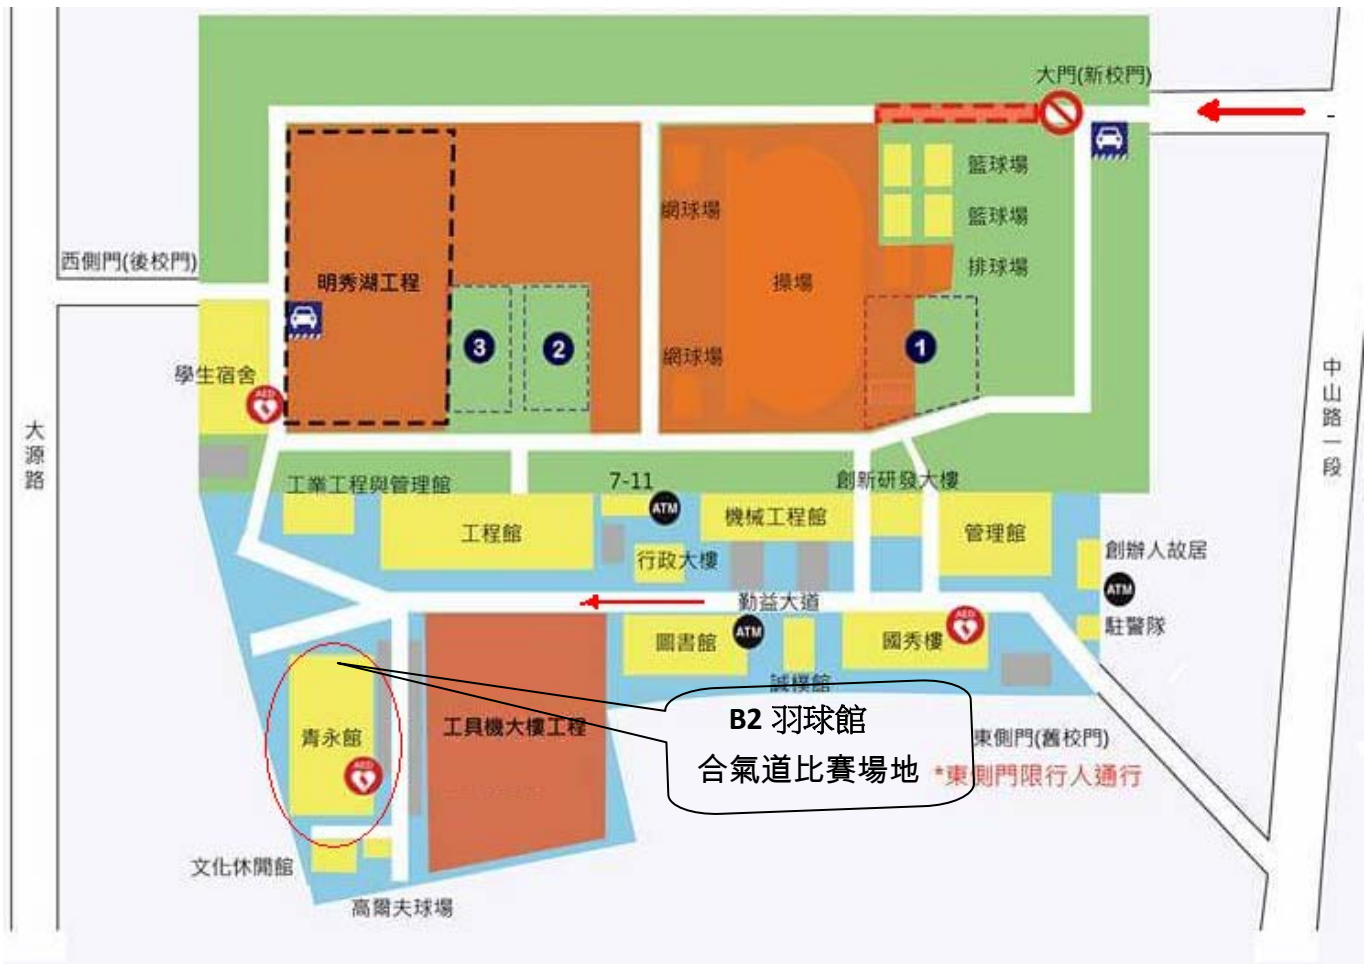 大門(新校門)
籃球場
籃球場
網球場
排球場
西側門(後校門)
明秀湖工程
操場
3
2
1
網球場
學生宿舍
AED
中山路一段
大源路
工業工程與管理館
7-11
創新研發大樓
ATM
機械工程館
工程館
管理館
行政大樓
創辦人故居
ATM
勤益大道
駐警隊
圖書館
ATM
國秀樓
AED
誠樸館
B2 羽球館
合氣道比賽場地
工具機大樓工程
青永館
AED
東側門(舊校門)
*東側門限行人通行
文化休閒館
高爾夫球場